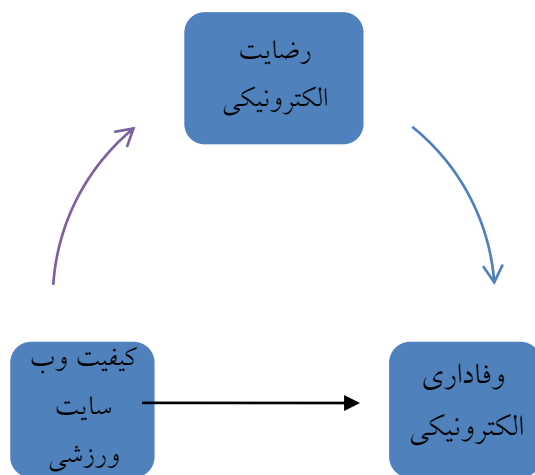 رضایت
الکترونیکی
کیفیت وب
سایت
ورزشی
وفاداری
الکترونیکی